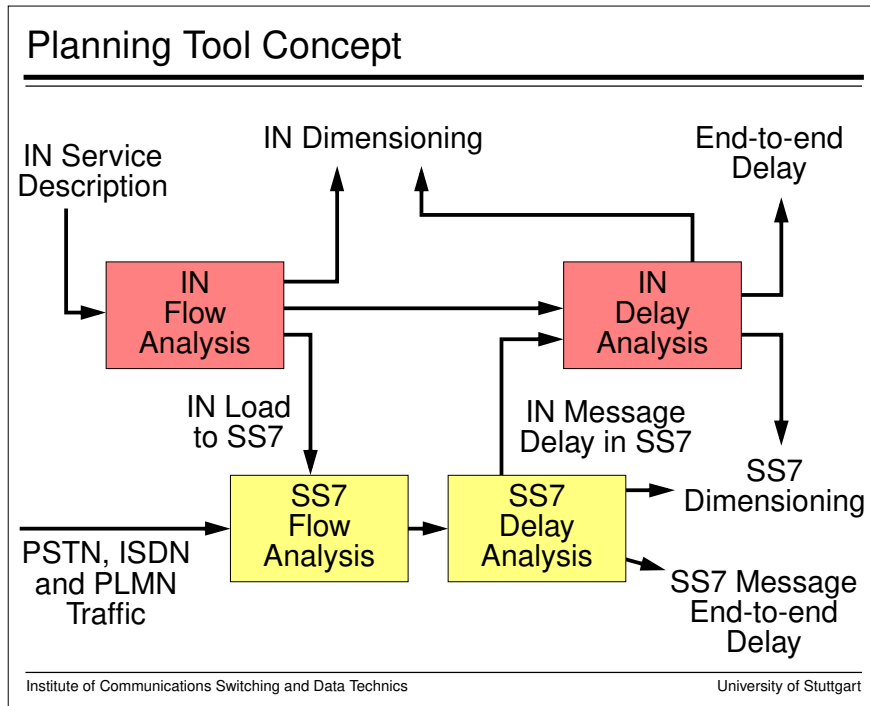 Planning Tool Concept
IN Service
Description
IN Dimensioning
End-to-end
Delay
IN
Flow
Analysis
IN
Delay
Analysis
IN Load
to SS7
IN Message
Delay in SS7
SS7
Dimensioning
PSTN, ISDN
and PLMN
Traffic
SS7
Flow
Analysis
SS7
Delay
Analysis
SS7 Message
End-to-end
Delay
Institute of Communications Switching and Data Technics
University of Stuttgart